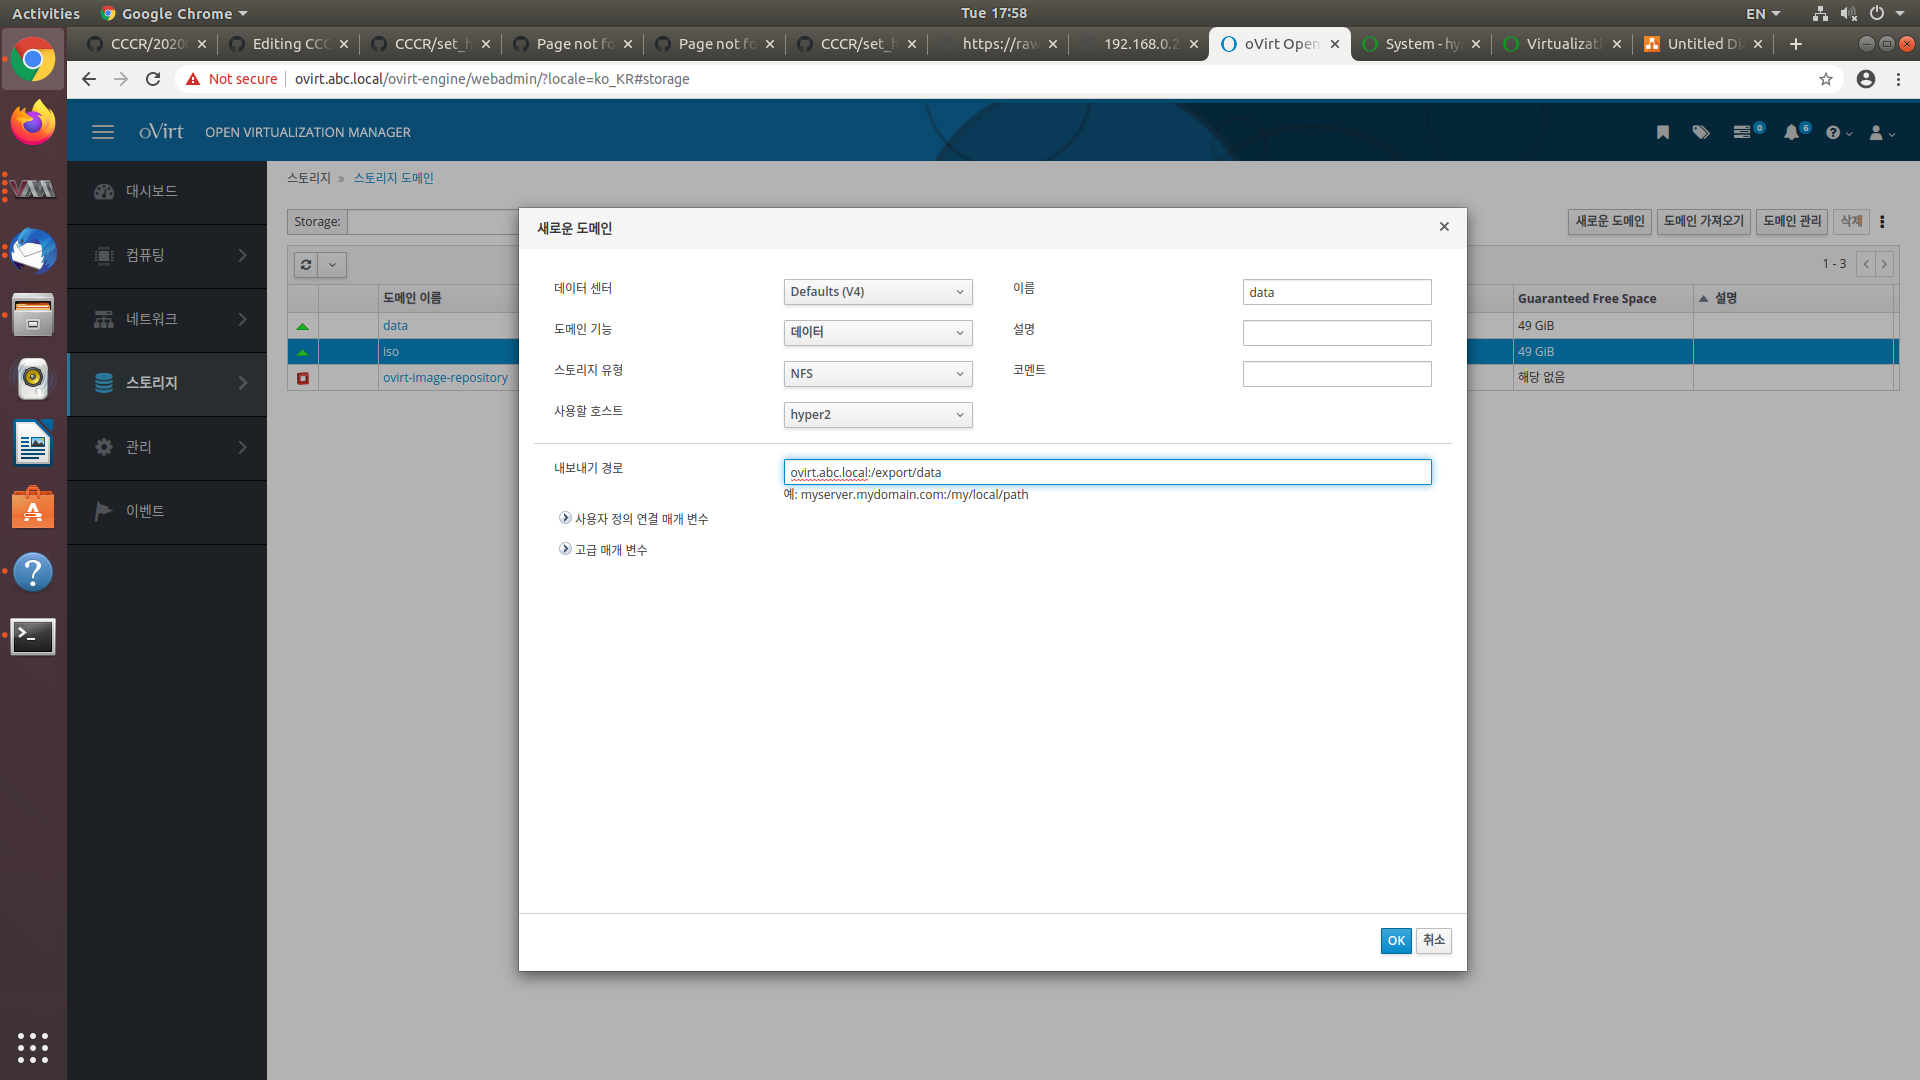 Activities
Google Chrome
Tue 17:58
EN
CCCR/2020
Editing CCC
CCCR/set_h
Page not fo
Page not fo
CCCR/set_h
https://raw
192.168.0.2
oVirt Open
System - hy
Virtualizati
Untitled Di
Not secure
ovirt.abc.local/ovirt-engine/webadmin/?locale=ko_KR#storage
oVirt
OPEN VIRTUALIZATION MANAGER
0
6
대시보드
컴퓨팅
네트워크
스토리지
관리
이벤트
스토리지 » 스토리지 도메인
Storage:
새로운 도메인
도메인 가져오기
도메인 관리
삭제
1 - 3
도메인 이름
Guaranteed Free Space
설명
data
49 GiB
iso
49 GiB
ovirt-image-repository
해당 없음
새로운 도메인
데이터 센터
Defaults (V4)
이름
data
도메인 기능
데이터
설명
스토리지 유형
NFS
코멘트
사용할 호스트
hyper2
내보내기 경로
ovirt.abc.local:/export/data
예: myserver.mydomain.com:/my/local/path
사용자 정의 연결 매개 변수
고급 매개 변수
OK
취소